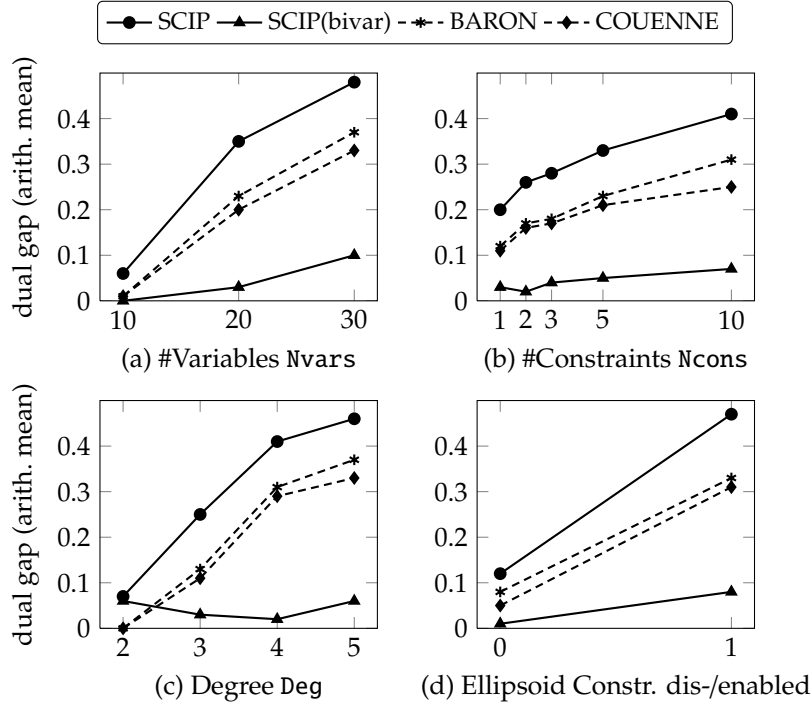 SCIP SCIP(bivar) BARON COUENNE
dual gap (arith. mean)
0.4
0.3
0.2
0.1
0
10 20 30
(a) #Variables Nvars
0.4
0.3
0.2
0.1
0
1 2 3 5 10
(b) #Constraints Ncons
dual gap (arith. mean)
0.4
0.3
0.2
0.1
0
2 3 4 5
(c) Degree Deg
0.4
0.3
0.2
0.1
0
0 1
(d) Ellipsoid Constr. dis-/enabled